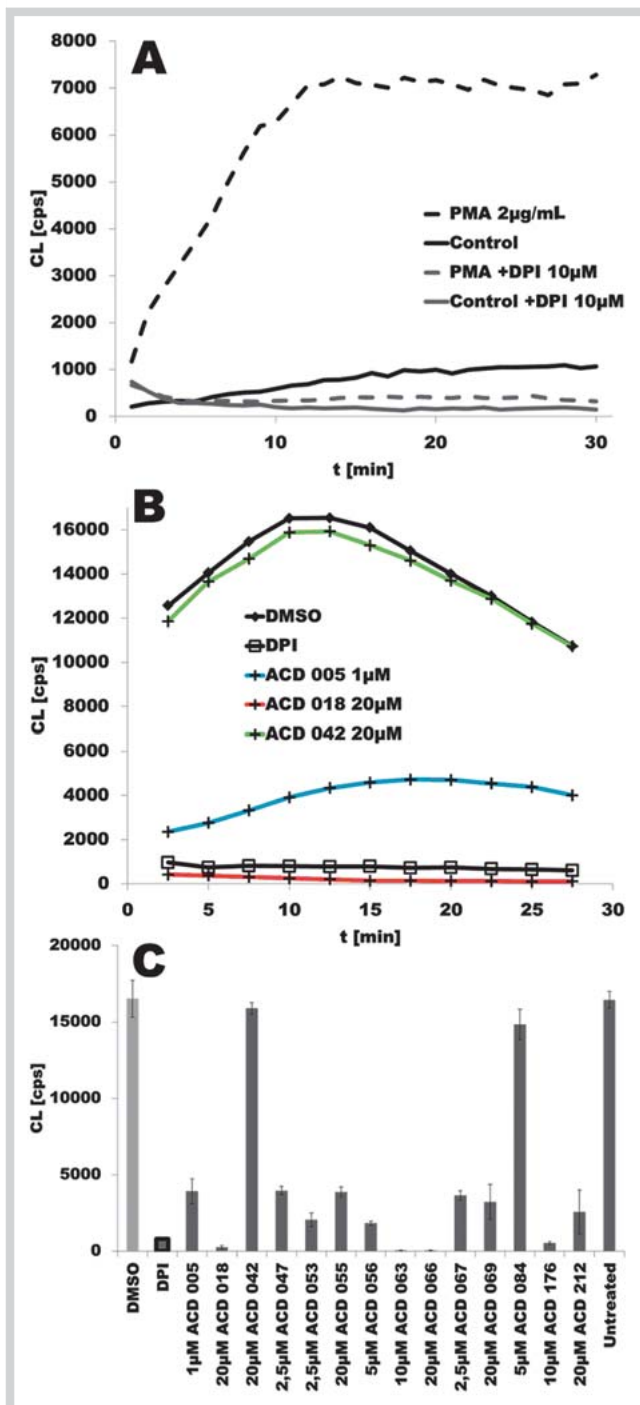 A
8000
7000
6000
5000
4000
3000
2000
1000
0
CL [cps]
PMA 2µg/mL
Control
PMA +DPI 10µM
Control +DPI 10µM
0 10 20 30
t [min]
B
16000
14000
12000
10000
8000
6000
4000
2000
0
CL [cps]
DMSO
DPI
ACD 005 1µM
ACD 018 20µM
ACD 042 20µM
0 5 10 15 20 25 30
t [min]
C
20000
15000
10000
5000
0
CL [cps]
DMSO
DPI
1µM ACD 005
20µM ACD 018
20µM ACD 042
2,5µM ACD 047
2,5µM ACD 053
20µM ACD 055
5µM ACD 056
10µM ACD 063
20µM ACD 066
2,5µM ACD 067
20µM ACD 069
5µM ACD 084
10µM ACD 176
20µM ACD 212
Untreated